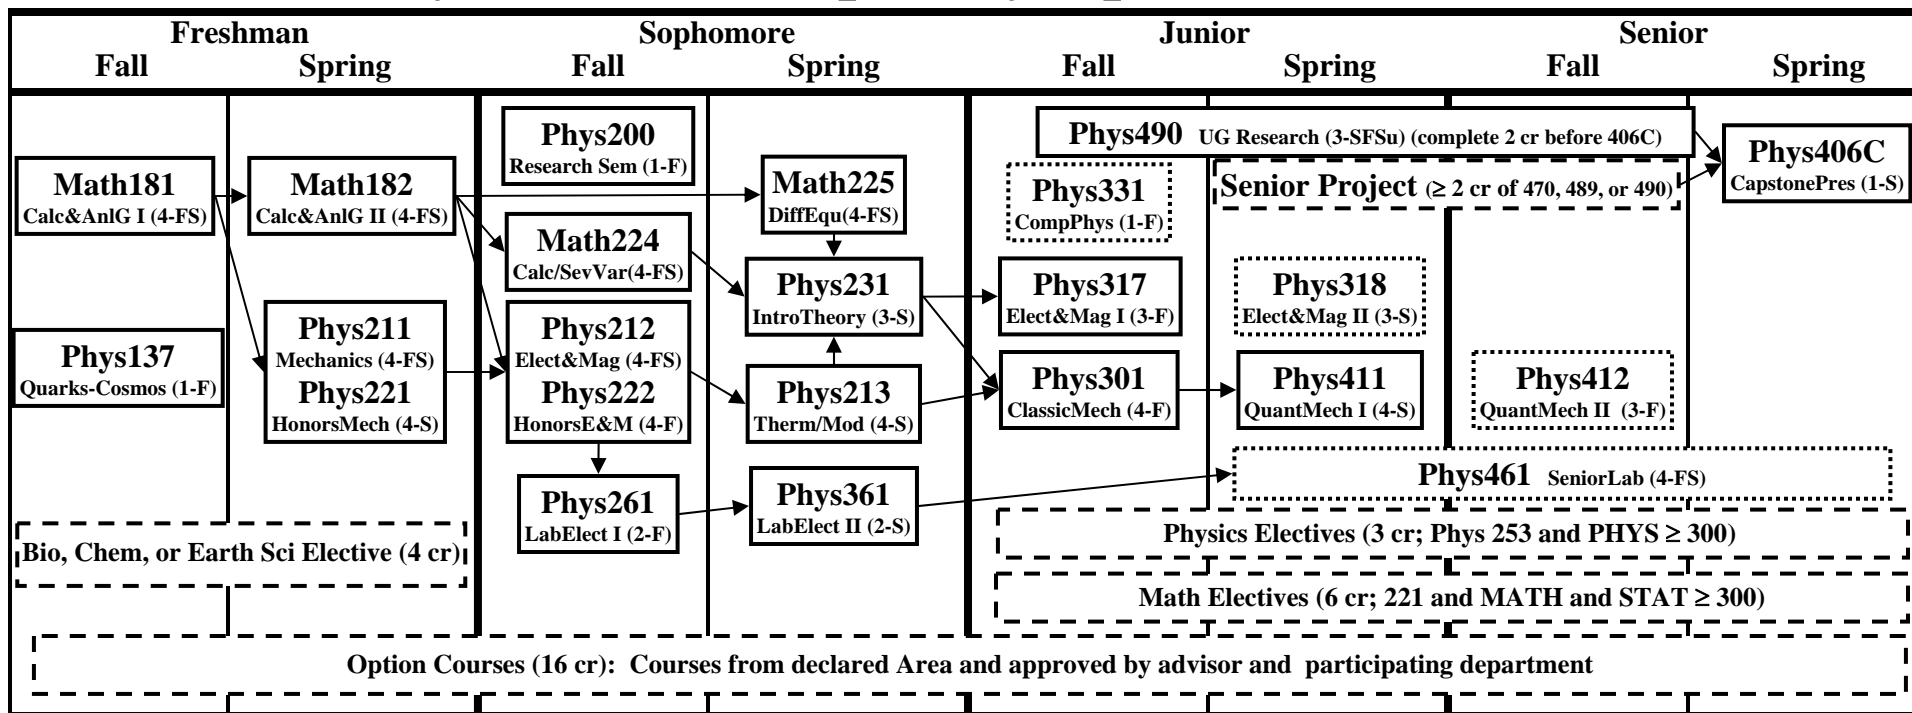 Freshman
Sophomore
Junior
Senior
Fall
Spring
Fall
Spring
Fall
Spring
Fall
Spring
Math181
Calc&AnlG I (4-FS)
Phys137
Quarks-Cosmos (1-F)
Math182
Calc&AnlG II (4-FS)
Phys211
Mechanics (4-FS)
Phys221
HonorsMech (4-S)
Bio, Chem, or Earth Sci Elective (4 cr)
Phys200
Research Sem (1-F)
Math224
Calc/SevVar(4-FS)
Phys212
Elect&Mag (4-FS)
Phys222
HonorsE&M (4-F)
Phys261
LabElect I (2-F)
Math225
DiffEqu(4-FS)
Phys231
IntroTheory (3-S)
Phys213
Therm/Mod (4-S)
Phys361
LabElect II (2-S)
Phys490 UG Research (3-SFSu) (complete 2 cr before 406C)
Phys331
CompPhys (1-F)
Senior Project (≥ 2 cr of 470, 489, or 490)
Phys406C
CapstonePres (1-S)
Phys317
Elect&Mag I (3-F)
Phys318
Elect&Mag II (3-S)
Phys301
ClassicMech (4-F)
Phys411
QuantMech I (4-S)
Phys412
QuantMech II (3-F)
Phys461 SeniorLab (4-FS)
Physics Electives (3 cr; Phys 253 and PHYS ≥ 300)
Math Electives (6 cr; 221 and MATH and STAT ≥ 300)
Option Courses (16 cr): Courses from declared Area and approved by advisor and participating department